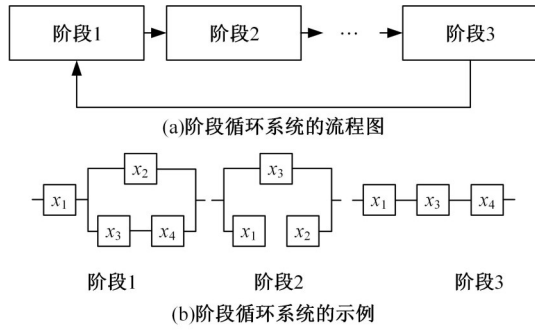 阶段1 阶段2 … 阶段3
(a)阶段循环系统的流程图
x2 x3
x1 x1 x3 x4
x3 x4 x1 x2
阶段1 阶段2 阶段3
(b)阶段循环系统的示例